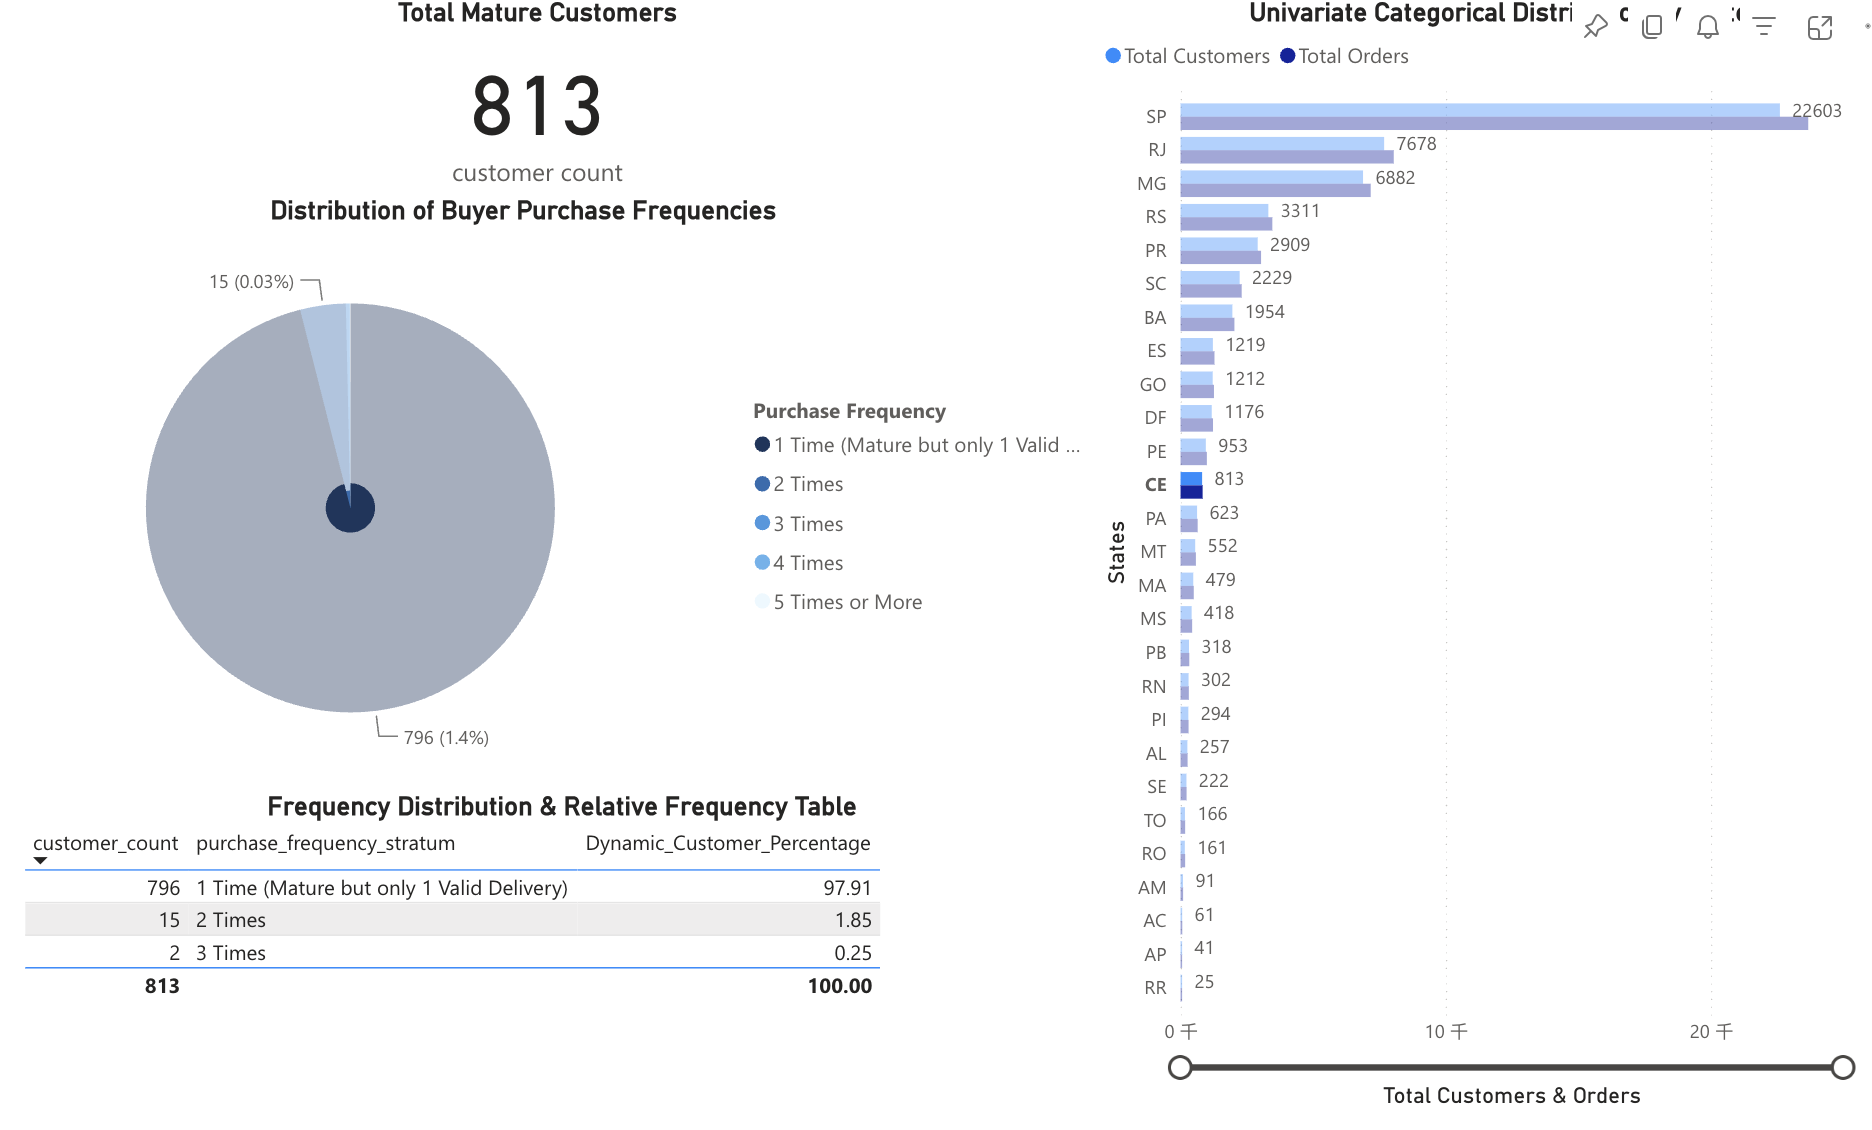 Total Mature Customers
813
customer count
Distribution of Buyer Purchase Frequencies
15 (0.03%)
796 (1.4%)
Purchase Frequency
1 Time (Mature but only 1 Valid ...
2 Times
3 Times
4 Times
5 Times or More
Frequency Distribution & Relative Frequency Table
customer_count purchase_frequency_stratum Dynamic_Customer_Percentage
796 1 Time (Mature but only 1 Valid Delivery) 97.91
15 2 Times 1.85
2 3 Times 0.25
813 100.00
Univariate Categorical Distri
Total Customers Total Orders
States
SP 22603
RJ 7678
MG 6882
RS 3311
PR 2909
SC 2229
BA 1954
ES 1219
GO 1212
DF 1176
PE 953
CE 813
PA 623
MT 552
MA 479
MS 418
PB 318
RN 302
PI 294
AL 257
SE 222
TO 166
RO 161
AM 91
AC 61
AP 41
RR 25
0 千 10 千 20 千
Total Customers & Orders